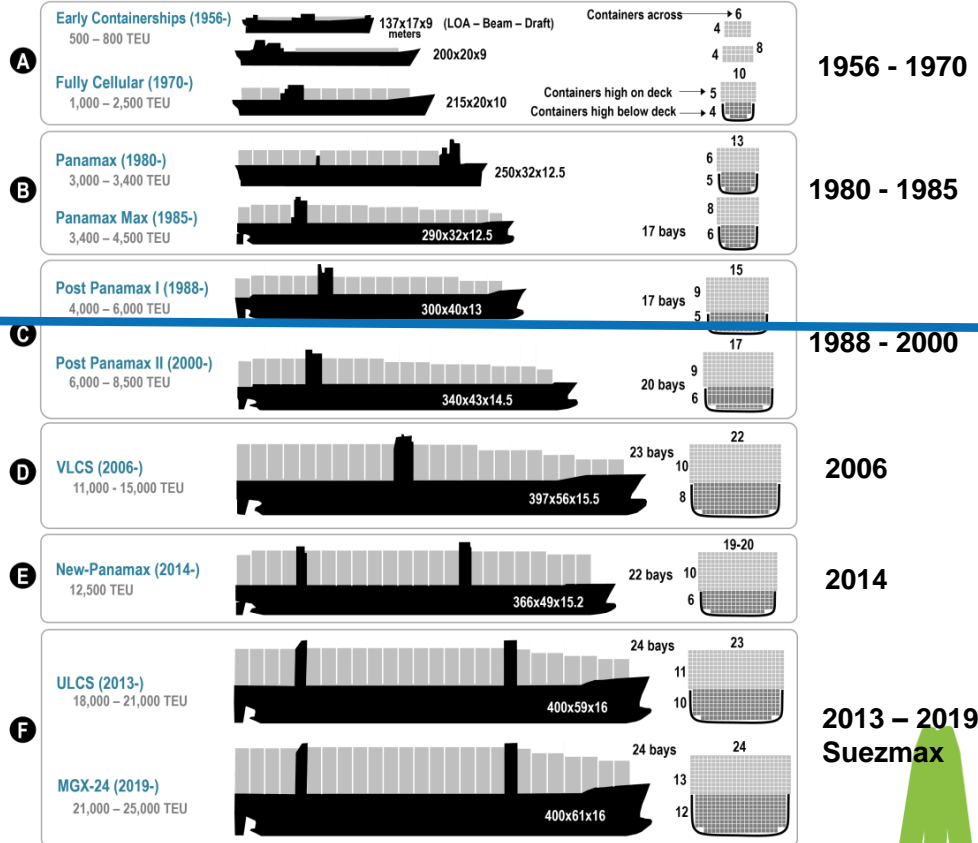 Early Containerships (1956-)
500 – 800 TEU
137x17x9 (LOA – Beam – Draft)
meters
Containers across
6
4
200x20x9
4
8
A
1956 - 1970
Fully Cellular (1970-)
1,000 – 2,500 TEU
215x20x10
10
Containers high on deck
5
Containers high below deck
4
B
Panamax (1980-)
3,000 – 3,400 TEU
250x32x12.5
13
6
5
1980 - 1985
Panamax Max (1985-)
3,400 – 4,500 TEU
290x32x12.5
17 bays
8
6
C
Post Panamax I (1988-)
4,000 – 6,000 TEU
300x40x13
17 bays
15
9
5
1988 - 2000
Post Panamax II (2000-)
6,000 – 8,500 TEU
340x43x14.5
20 bays
17
9
6
D
VLCS (2006-)
11,000 - 15,000 TEU
397x56x15.5
23 bays
22
10
8
2006
E
New-Panamax (2014-)
12,500 TEU
366x49x15.2
22 bays
19-20
10
6
2014
F
ULCS (2013-)
18,000 – 21,000 TEU
400x59x16
24 bays
23
11
10
2013 – 2019
Suezmax
MGX-24 (2019-)
21,000 – 25,000 TEU
400x61x16
24 bays
24
13
12